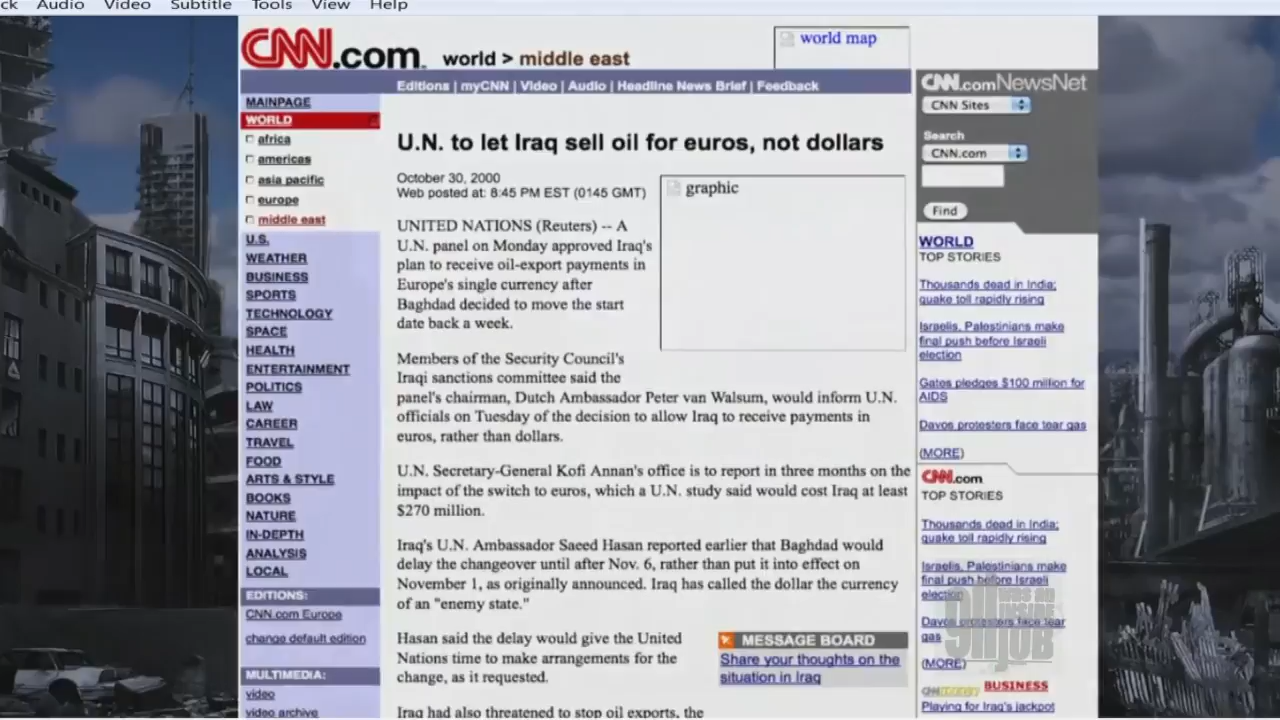 ck Audio Video Subtitle Tools View Help
CNN.com. world > middle east
world map
Editions | myCNN | Video | Audio | Headline News Brief | Feedback
MAINPAGE
WORLD
africa
americas
asia pacific
europe
middle east
U.S.
WEATHER
BUSINESS
SPORTS
TECHNOLOGY
SPACE
HEALTH
ENTERTAINMENT
POLITICS
LAW
CAREER
TRAVEL
FOOD
ARTS & STYLE
BOOKS
NATURE
IN-DEPTH
ANALYSIS
LOCAL
EDITIONS:
CNN.com Europe
change default edition
MULTIMEDIA:
video
video archive
U.N. to let Iraq sell oil for euros, not dollars
October 30, 2000
Web posted at: 8:45 PM EST (0145 GMT)
graphic
UNITED NATIONS (Reuters) -- A
U.N. panel on Monday approved Iraq's
plan to receive oil-export payments in
Europe's single currency after
Baghdad decided to move the start
date back a week.
Members of the Security Council's
Iraqi sanctions committee said the
panel's chairman, Dutch Ambassador Peter van Walsum, would inform U.N.
officials on Tuesday of the decision to allow Iraq to receive payments in
euros, rather than dollars.
U.N. Secretary-General Kofi Annan's office is to report in three months on the
impact of the switch to euros, which a U.N. study said would cost Iraq at least
$270 million.
Iraq's U.N. Ambassador Saeed Hasan reported earlier that Baghdad would
delay the changeover until after Nov. 6, rather than put it into effect on
November 1, as originally announced. Iraq has called the dollar the currency
of an "enemy state."
Hasan said the delay would give the United
Nations time to make arrangements for the
change, as it requested.
Iraq had also threatened to stop oil exports, the
MESSAGE BOARD
Share your thoughts on the
situation in Iraq
CNN.com NewsNet
CNN Sites
Search
CNN.com
Find
WORLD
TOP STORIES
Thousands dead in India;
quake toll rapidly rising
Israelis, Palestinians make
final push before Israeli
election
Gates pledges $100 million for
AIDS
Davos protesters face tear gas
(MORE)
CNN.com
TOP STORIES
Thousands dead in India;
quake toll rapidly rising
Israelis, Palestinians make
final push before Israeli
election
Davos protesters face tear
gas
(MORE)
BUSINESS
Playing for Iraq's jackpot
9/11 WAS AN
INSIDE
JOB